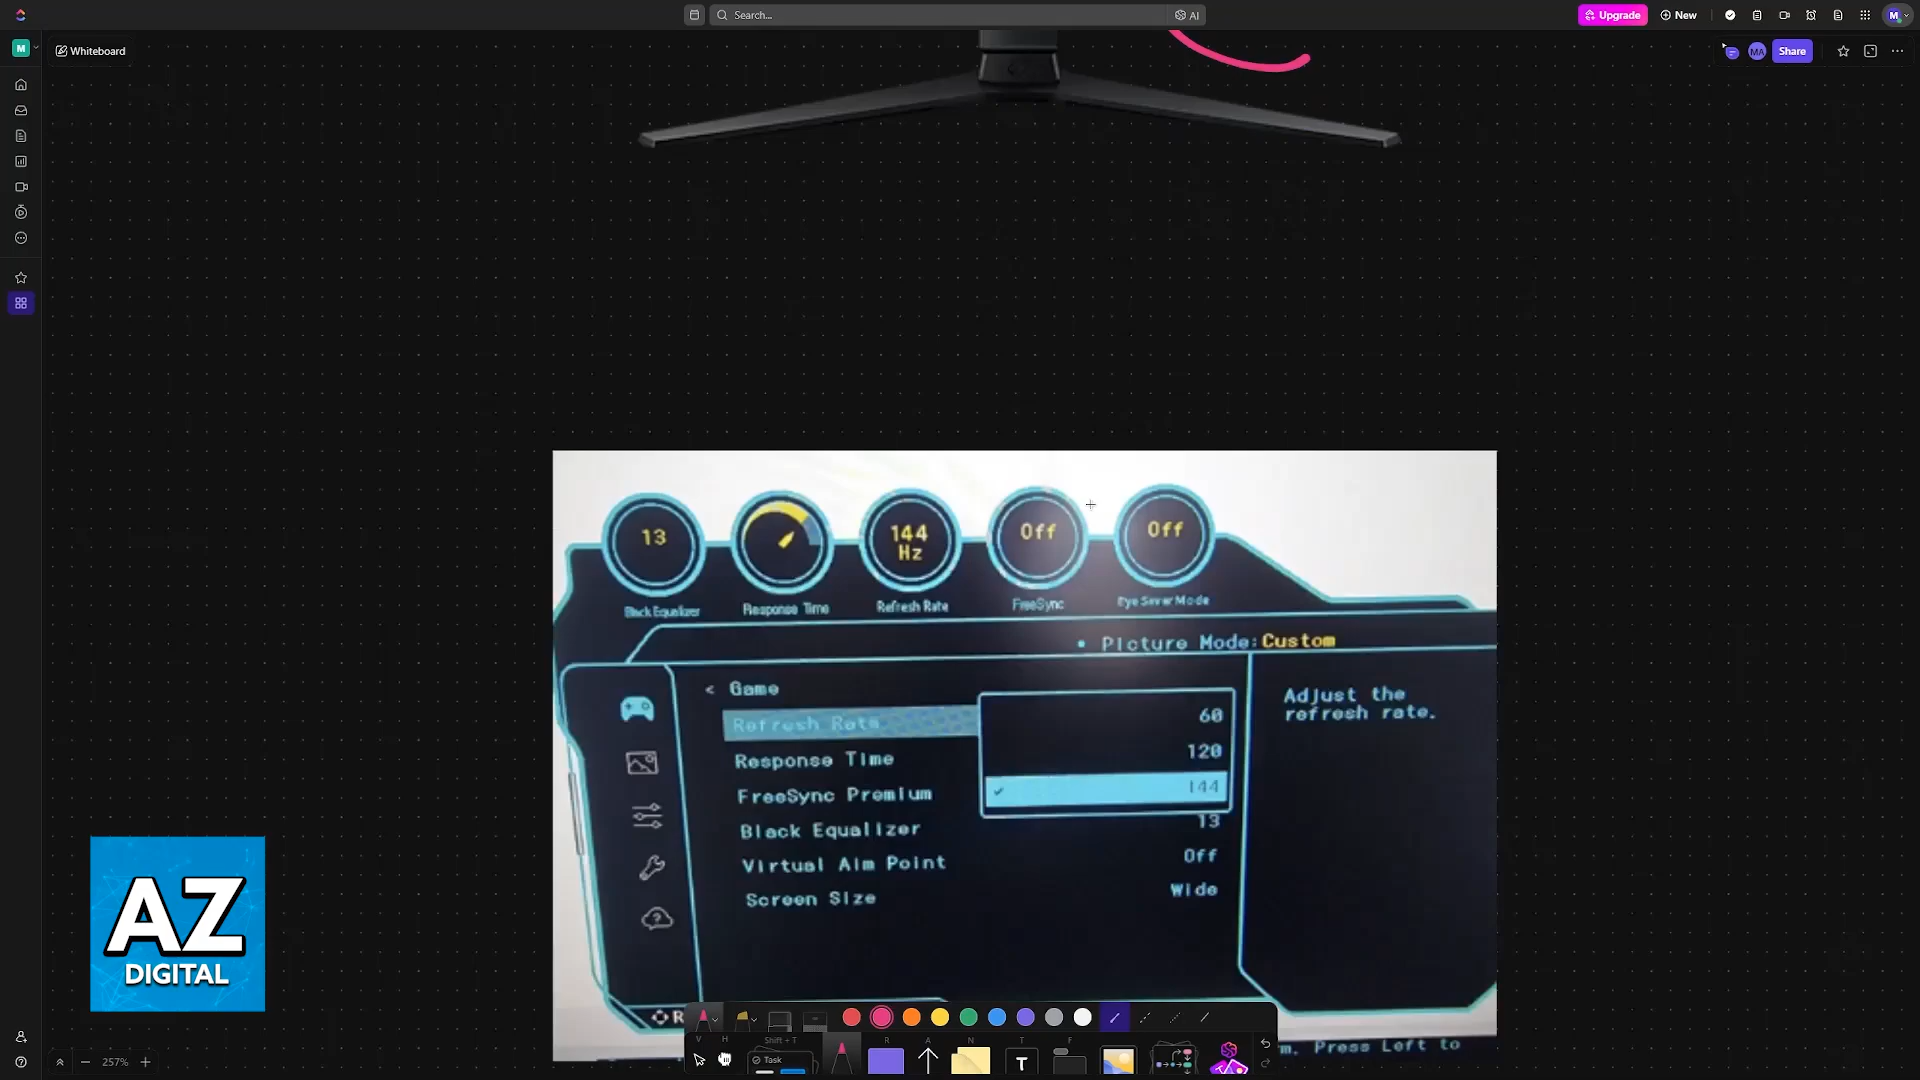 Search...
AI
Upgrade
New
M
M
Whiteboard
MA
Share
13
144
Hz
Off
Off
Black Equalizer
Response Time
Refresh Rate
FreeSync
Eye Saver Mode
• Picture Mode:Custom
< Game
Refresh Rate
60
120
✓ 144
Response Time
FreeSync Premium
Black Equalizer
13
Virtual Aim Point
Off
Screen Size
Wide
Adjust the
refresh rate.
AZ
DIGITAL
R
V
H
Shift + T
R
A
N
T
F
Task
T
Press Left to
257%